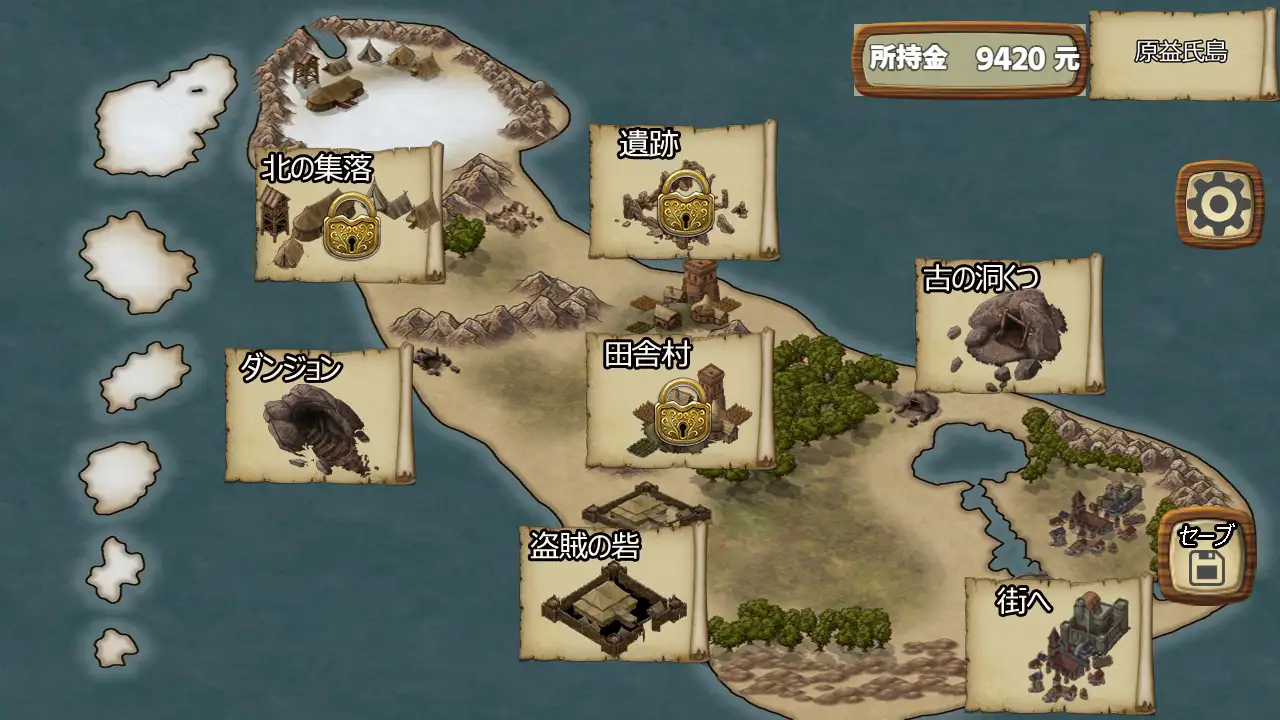 所持金 9420 元
原益氏島
北の集落
遺跡
古の洞くつ
ダンジョン
田舎村
盗賊の砦
セーブ
街へ